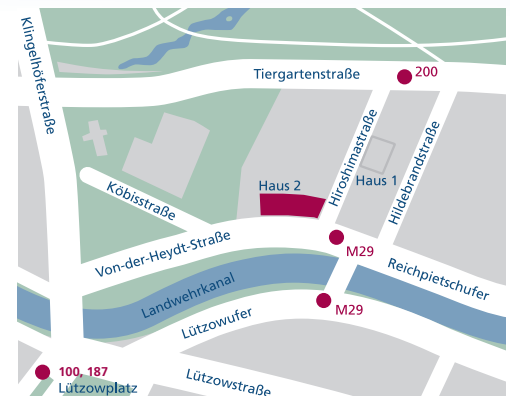 Klingelhöferstraße
Tiergartenstraße
200
Hiroshimastraße
Hildebrandstraße
Haus 1
Haus 2
Köbisstraße
Von-der-Heydt-Straße
M29
Reichpietschufer
Landwehrkanal
M29
Lützowufer
100, 187
Lützowplatz
Lützowstraße